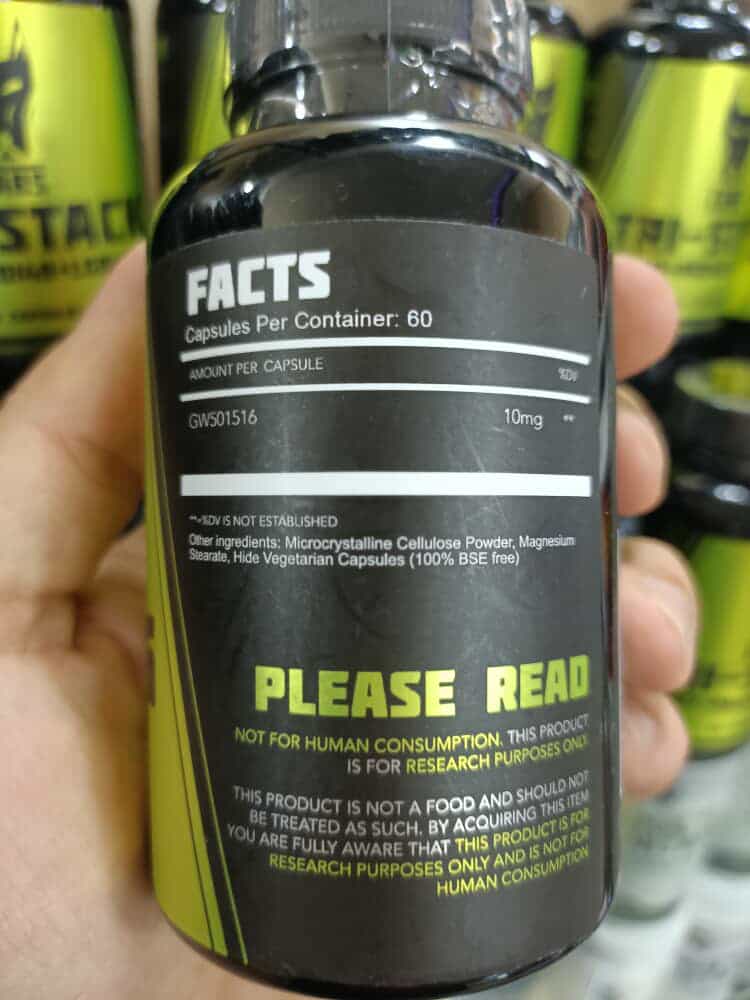 FACTS
Capsules Per Container: 60
AMOUNT PER CAPSULE %DV
GW501516 10mg **
**=%DV IS NOT ESTABLISHED
Other ingredients: Microcrystalline Cellulose Powder, Magnesium
Stearate, Hide Vegetarian Capsules (100% BSE free)
PLEASE READ
NOT FOR HUMAN CONSUMPTION. THIS PRODUCT
IS FOR RESEARCH PURPOSES ONLY.
THIS PRODUCT IS NOT A FOOD AND SHOULD NOT
BE TREATED AS SUCH. BY ACQUIRING THIS ITEM
YOU ARE FULLY AWARE THAT THIS PRODUCT IS FOR
RESEARCH PURPOSES ONLY AND IS NOT FOR
HUMAN CONSUMPTION
STACK
TRI-ST